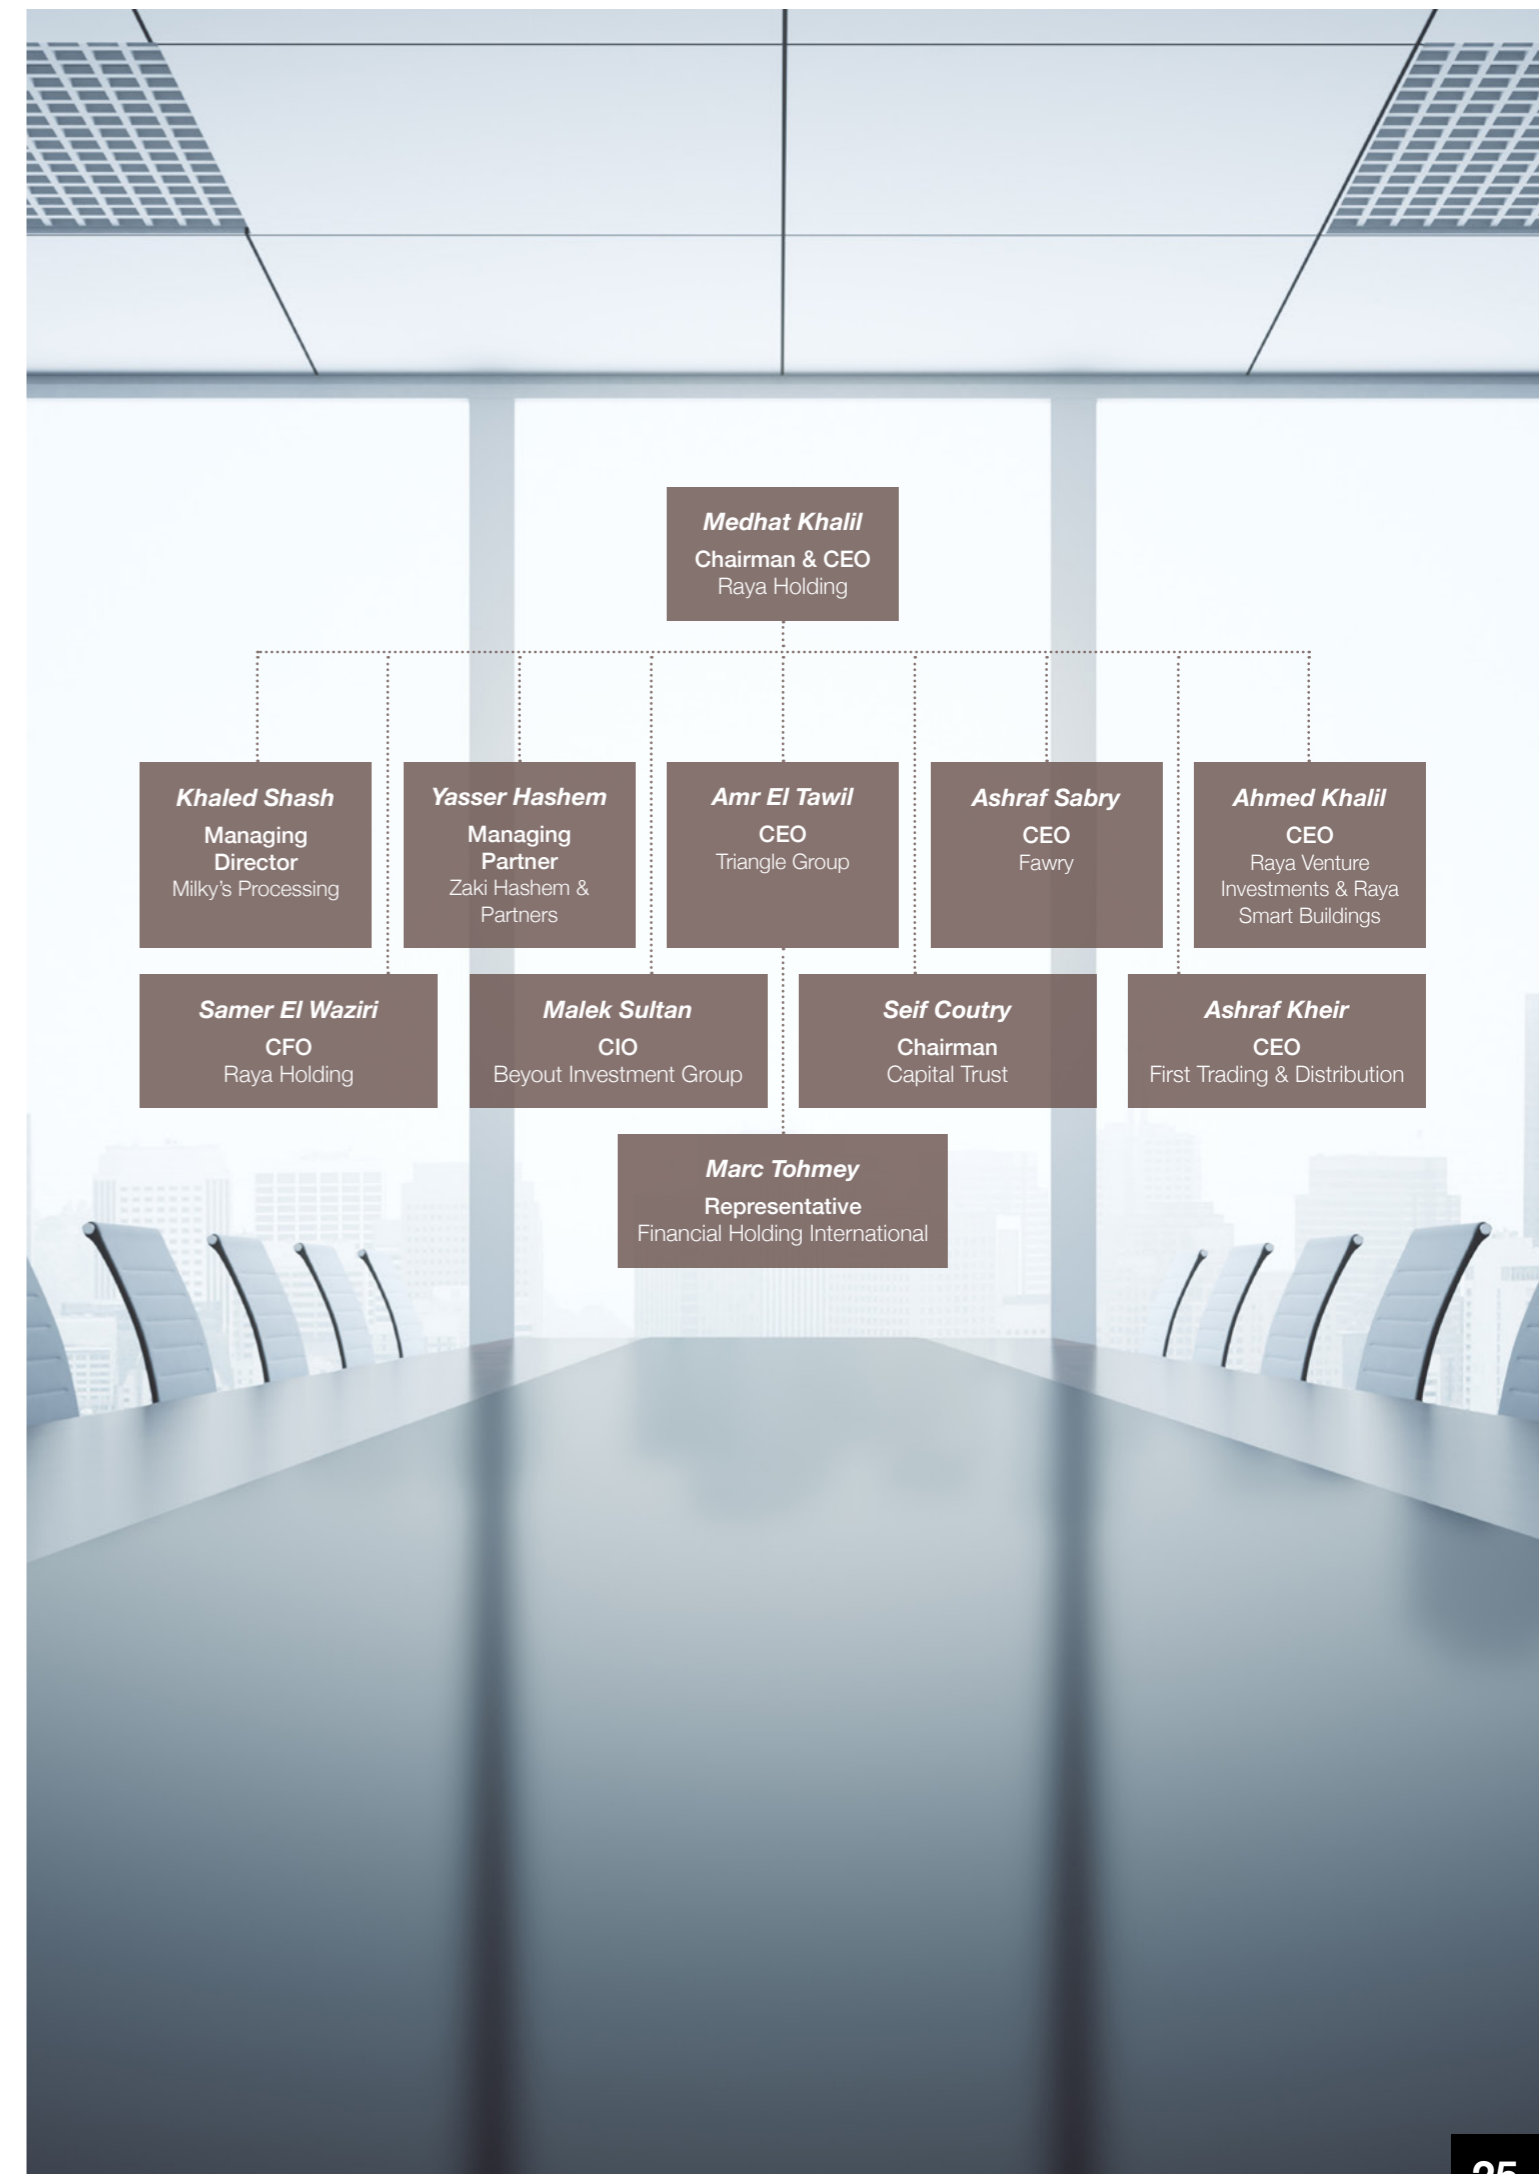 Medhat Khalil
Chairman & CEO
Raya Holding
Khaled Shash
Managing
Director
Milky's Processing
Yasser Hashem
Managing
Partner
Zaki Hashem &
Partners
Amr El Tawil
CEO
Triangle Group
Ashraf Sabry
CEO
Fawry
Ahmed Khalil
CEO
Raya Venture
Investments & Raya
Smart Buildings
Samer El Waziri
CFO
Raya Holding
Malek Sultan
CIO
Beyout Investment Group
Seif Coutry
Chairman
Capital Trust
Ashraf Kheir
CEO
First Trading & Distribution
Marc Tohmey
Representative
Financial Holding International
25